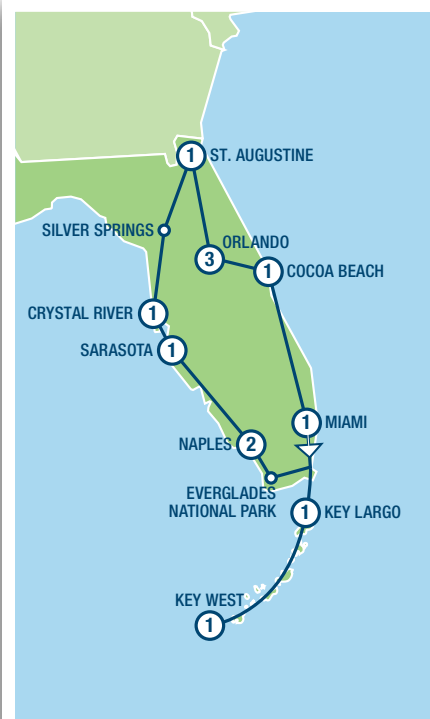 1 ST. AUGUSTINE
SILVER SPRINGS
ORLANDO
3
1
COCOA BEACH
CRYSTAL RIVER 1
SARASOTA 1
1 MIAMI
NAPLES 2
EVERGLADES
NATIONAL PARK
1 KEY LARGO
KEY WEST
1